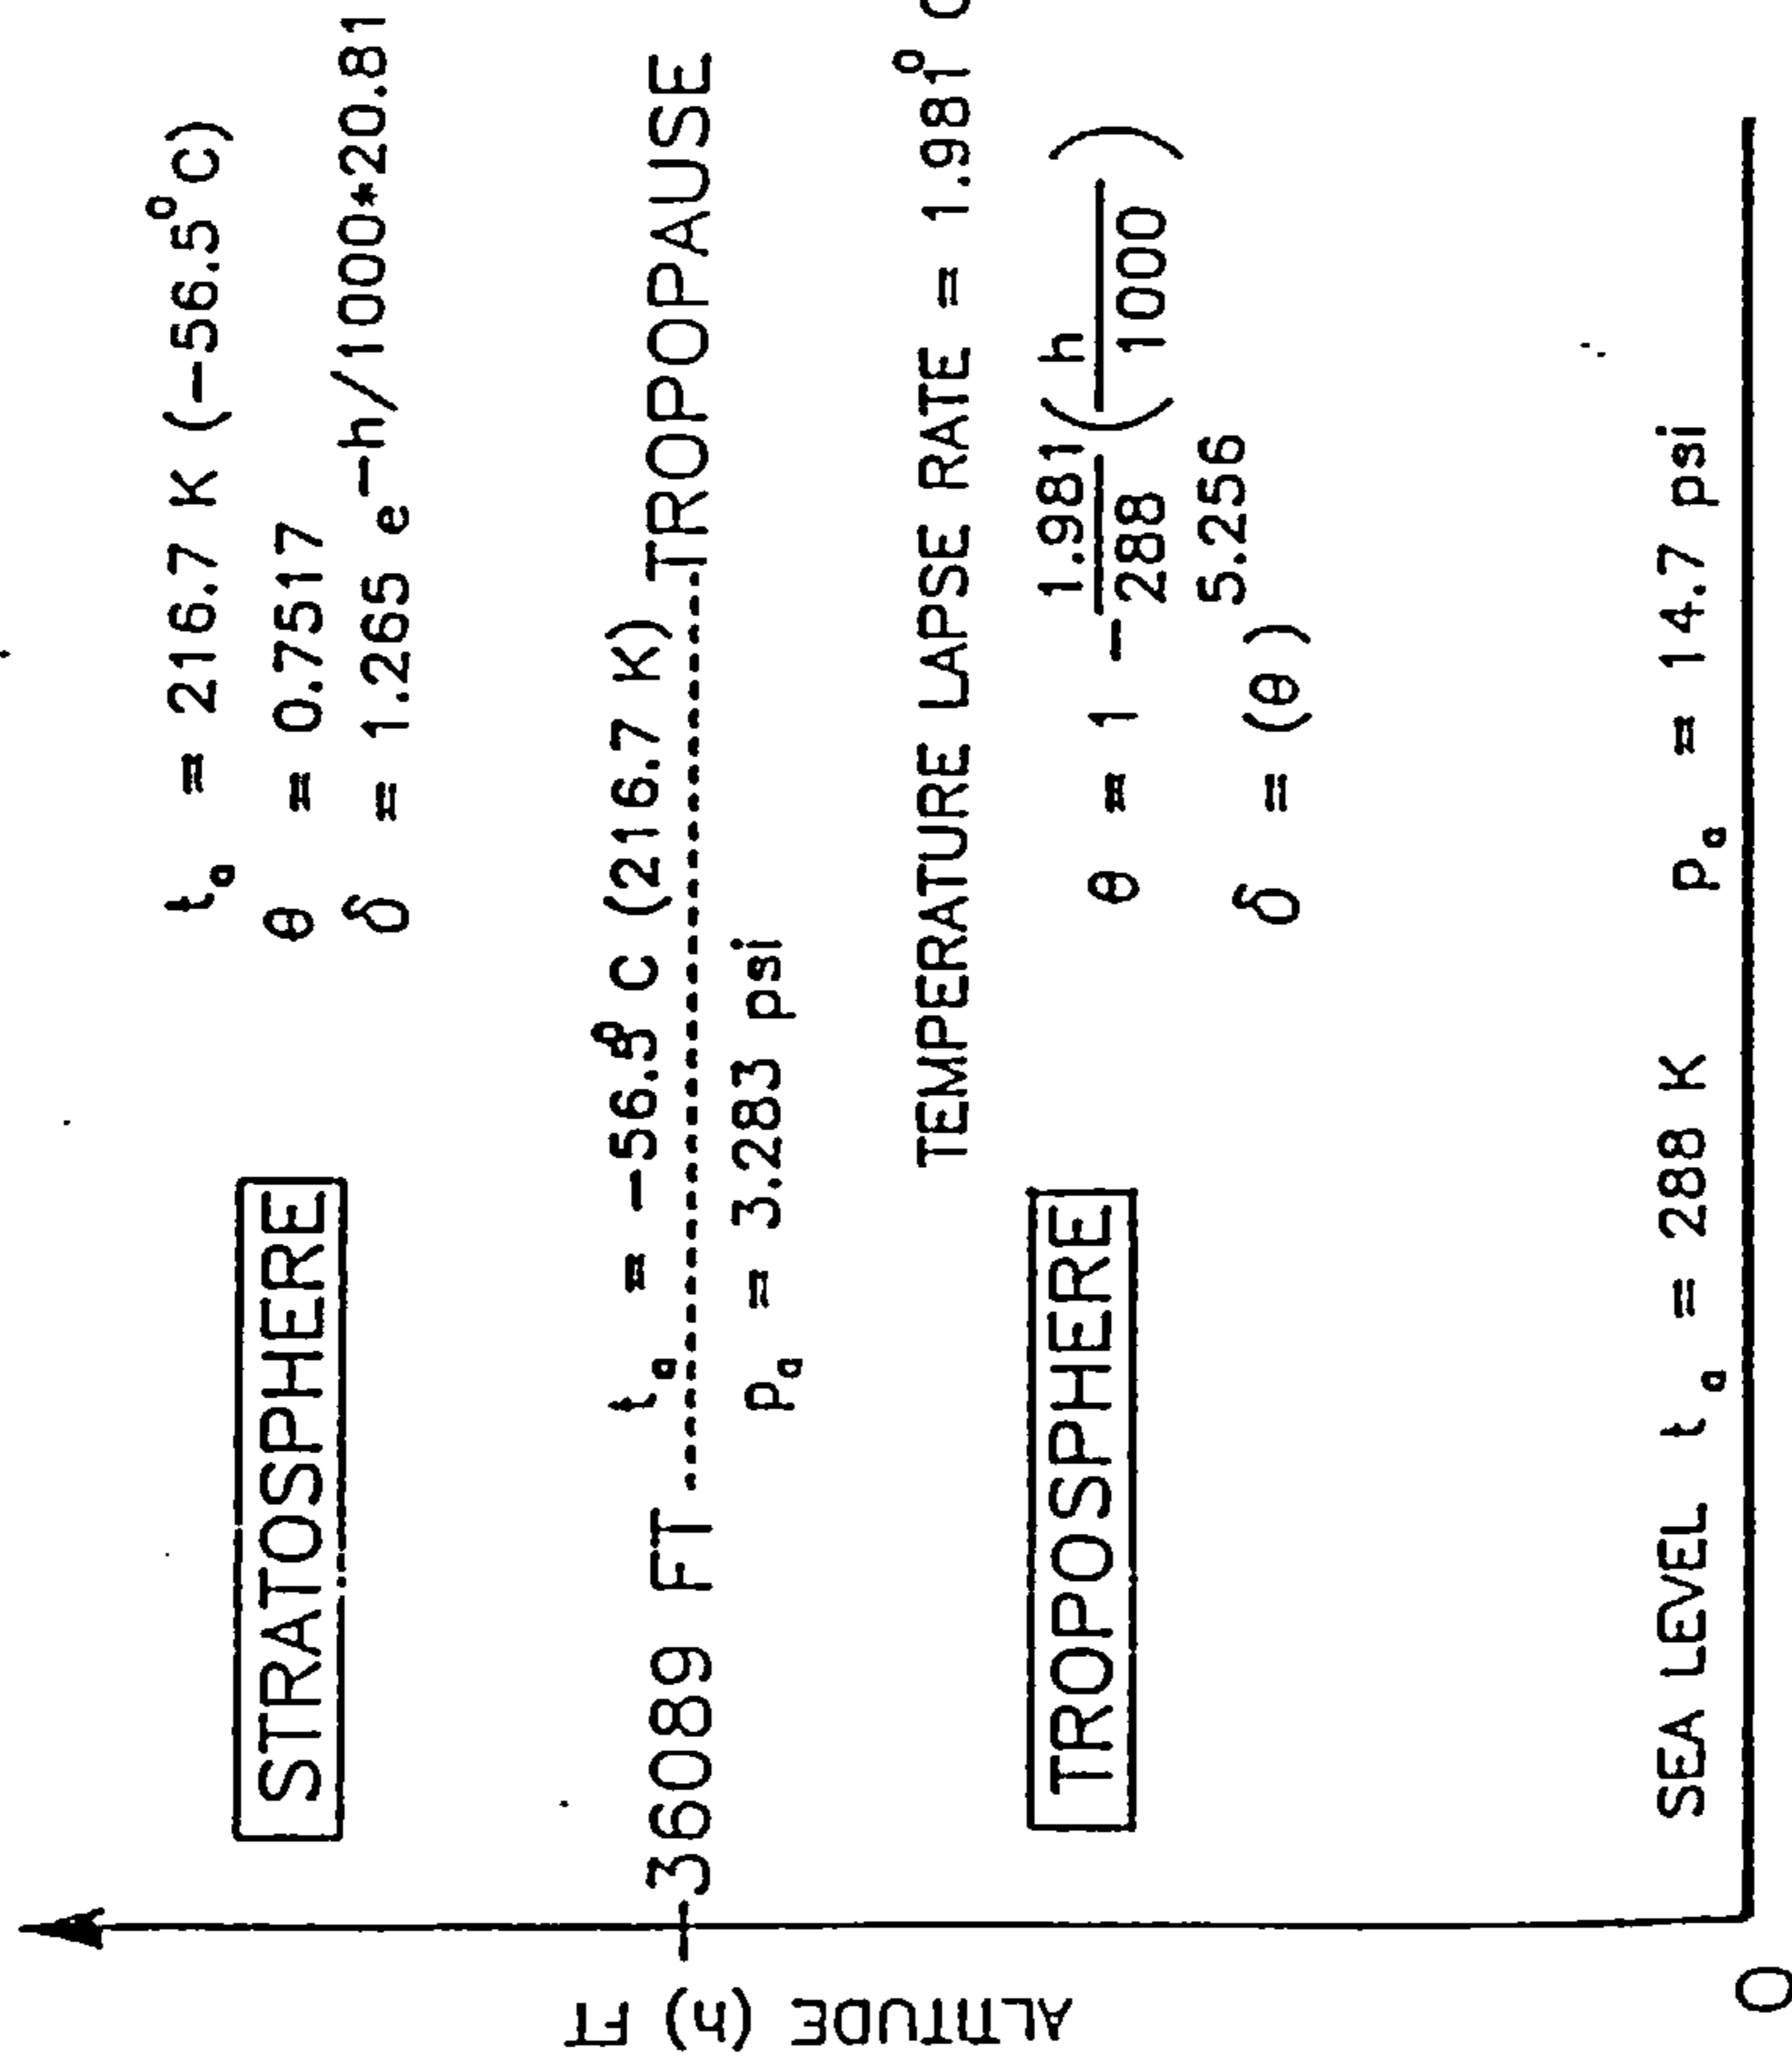 t_a = 216.7 K (-56.5°C)
STRATOSPHERE
θ = 0.7517
δ = 1.265 e^-h/1000*20.81
t_a = -56.5° C (216.7 K)
36089 FT TROPOPAUSE
p_a = 3.283 psi
TEMPERATURE LAPSE RATE = 1.981° C
TROPOSPHERE
θ = 1 - 1.981/288 (h/1000)
δ = (θ)^5.256
SEA LEVEL t_a = 288 K p_a = 14.7 psi
0
ALTITUDE (h) FT